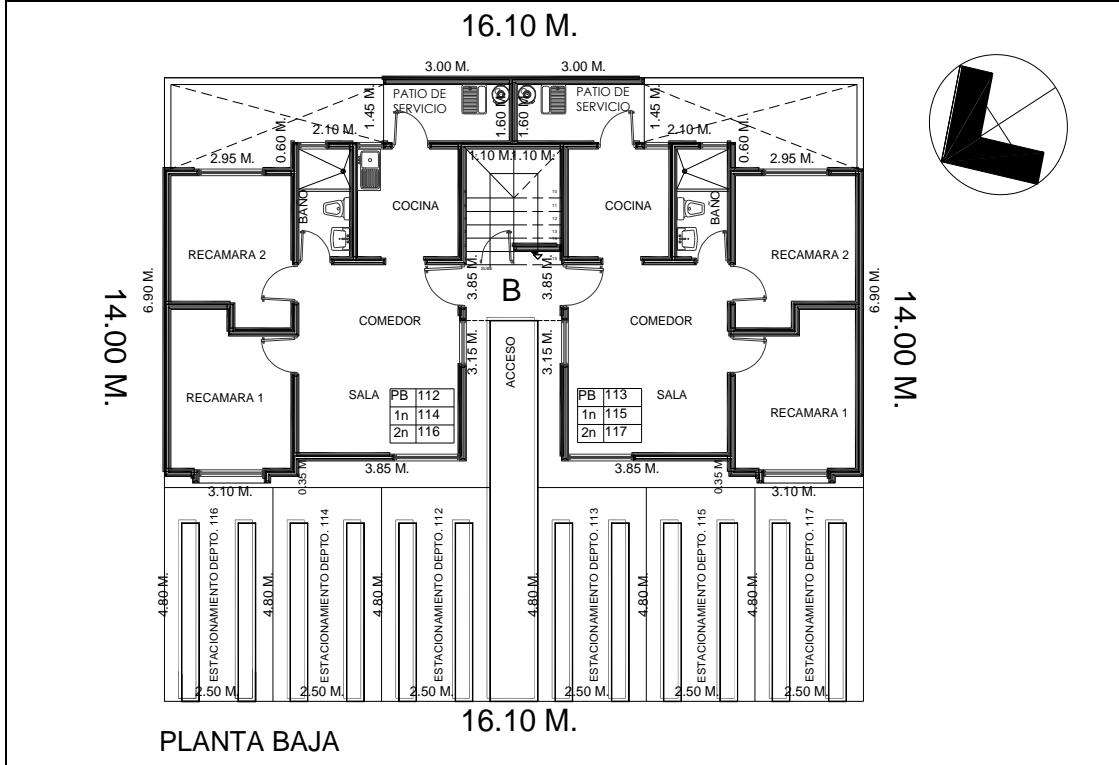 16.10 M.
3.00 M. 3.00 M.
PATIO DE
SERVICIO
PATIO DE
SERVICIO
1.45 M. 1.60 M. 1.60 M. 1.45 M.
0.60 M. 2.10 M. 2.10 M. 0.60 M.
2.95 M. 1.10 M. 1.10 M. 2.95 M.
BAÑO COCINA COCINA BAÑO
RECAMARA 2 RECAMARA 2
6.90 M. 3.85 M. B 3.85 M. 6.90 M.
14.00 M. COMEDOR COMEDOR 14.00 M.
3.15 M. ACCESO 3.15 M.
RECAMARA 1 SALA SALA RECAMARA 1
PB 112
1n 114
2n 116
PB 113
1n 115
2n 117
3.85 M. 3.85 M.
0.35 M 0.35 M
3.10 M. 3.10 M.
ESTACIONAMIENTO DEPTO. 116
ESTACIONAMIENTO DEPTO. 114
ESTACIONAMIENTO DEPTO. 112
ESTACIONAMIENTO DEPTO. 113
ESTACIONAMIENTO DEPTO. 115
ESTACIONAMIENTO DEPTO. 117
4.80 M. 4.80 M. 4.80 M. 4.80 M. 4.80 M. 4.80 M.
2.50 M. 2.50 M. 2.50 M. 2.50 M. 2.50 M. 2.50 M.
16.10 M.
PLANTA BAJA